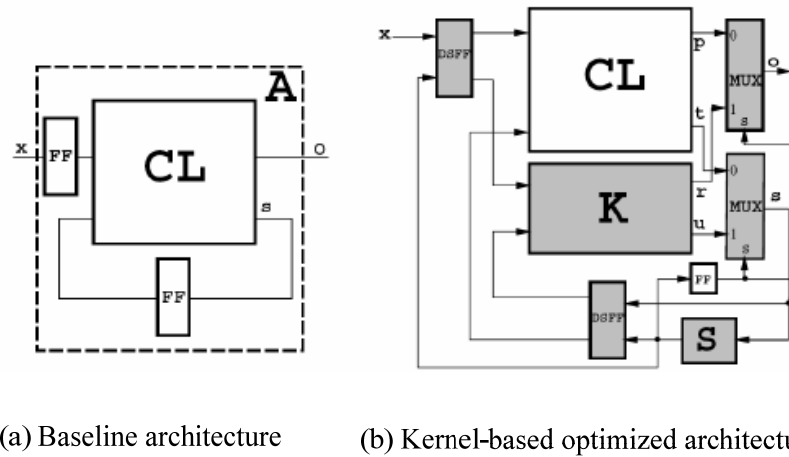 A
x
FF
CL
o
s
FF
x
DSFF
CL
p
0
MUX
o
1
s
t
K
r
u
0
MUX
s
1
s
FF
DSFF
S
(a) Baseline architecture
(b) Kernel-based optimized architectu